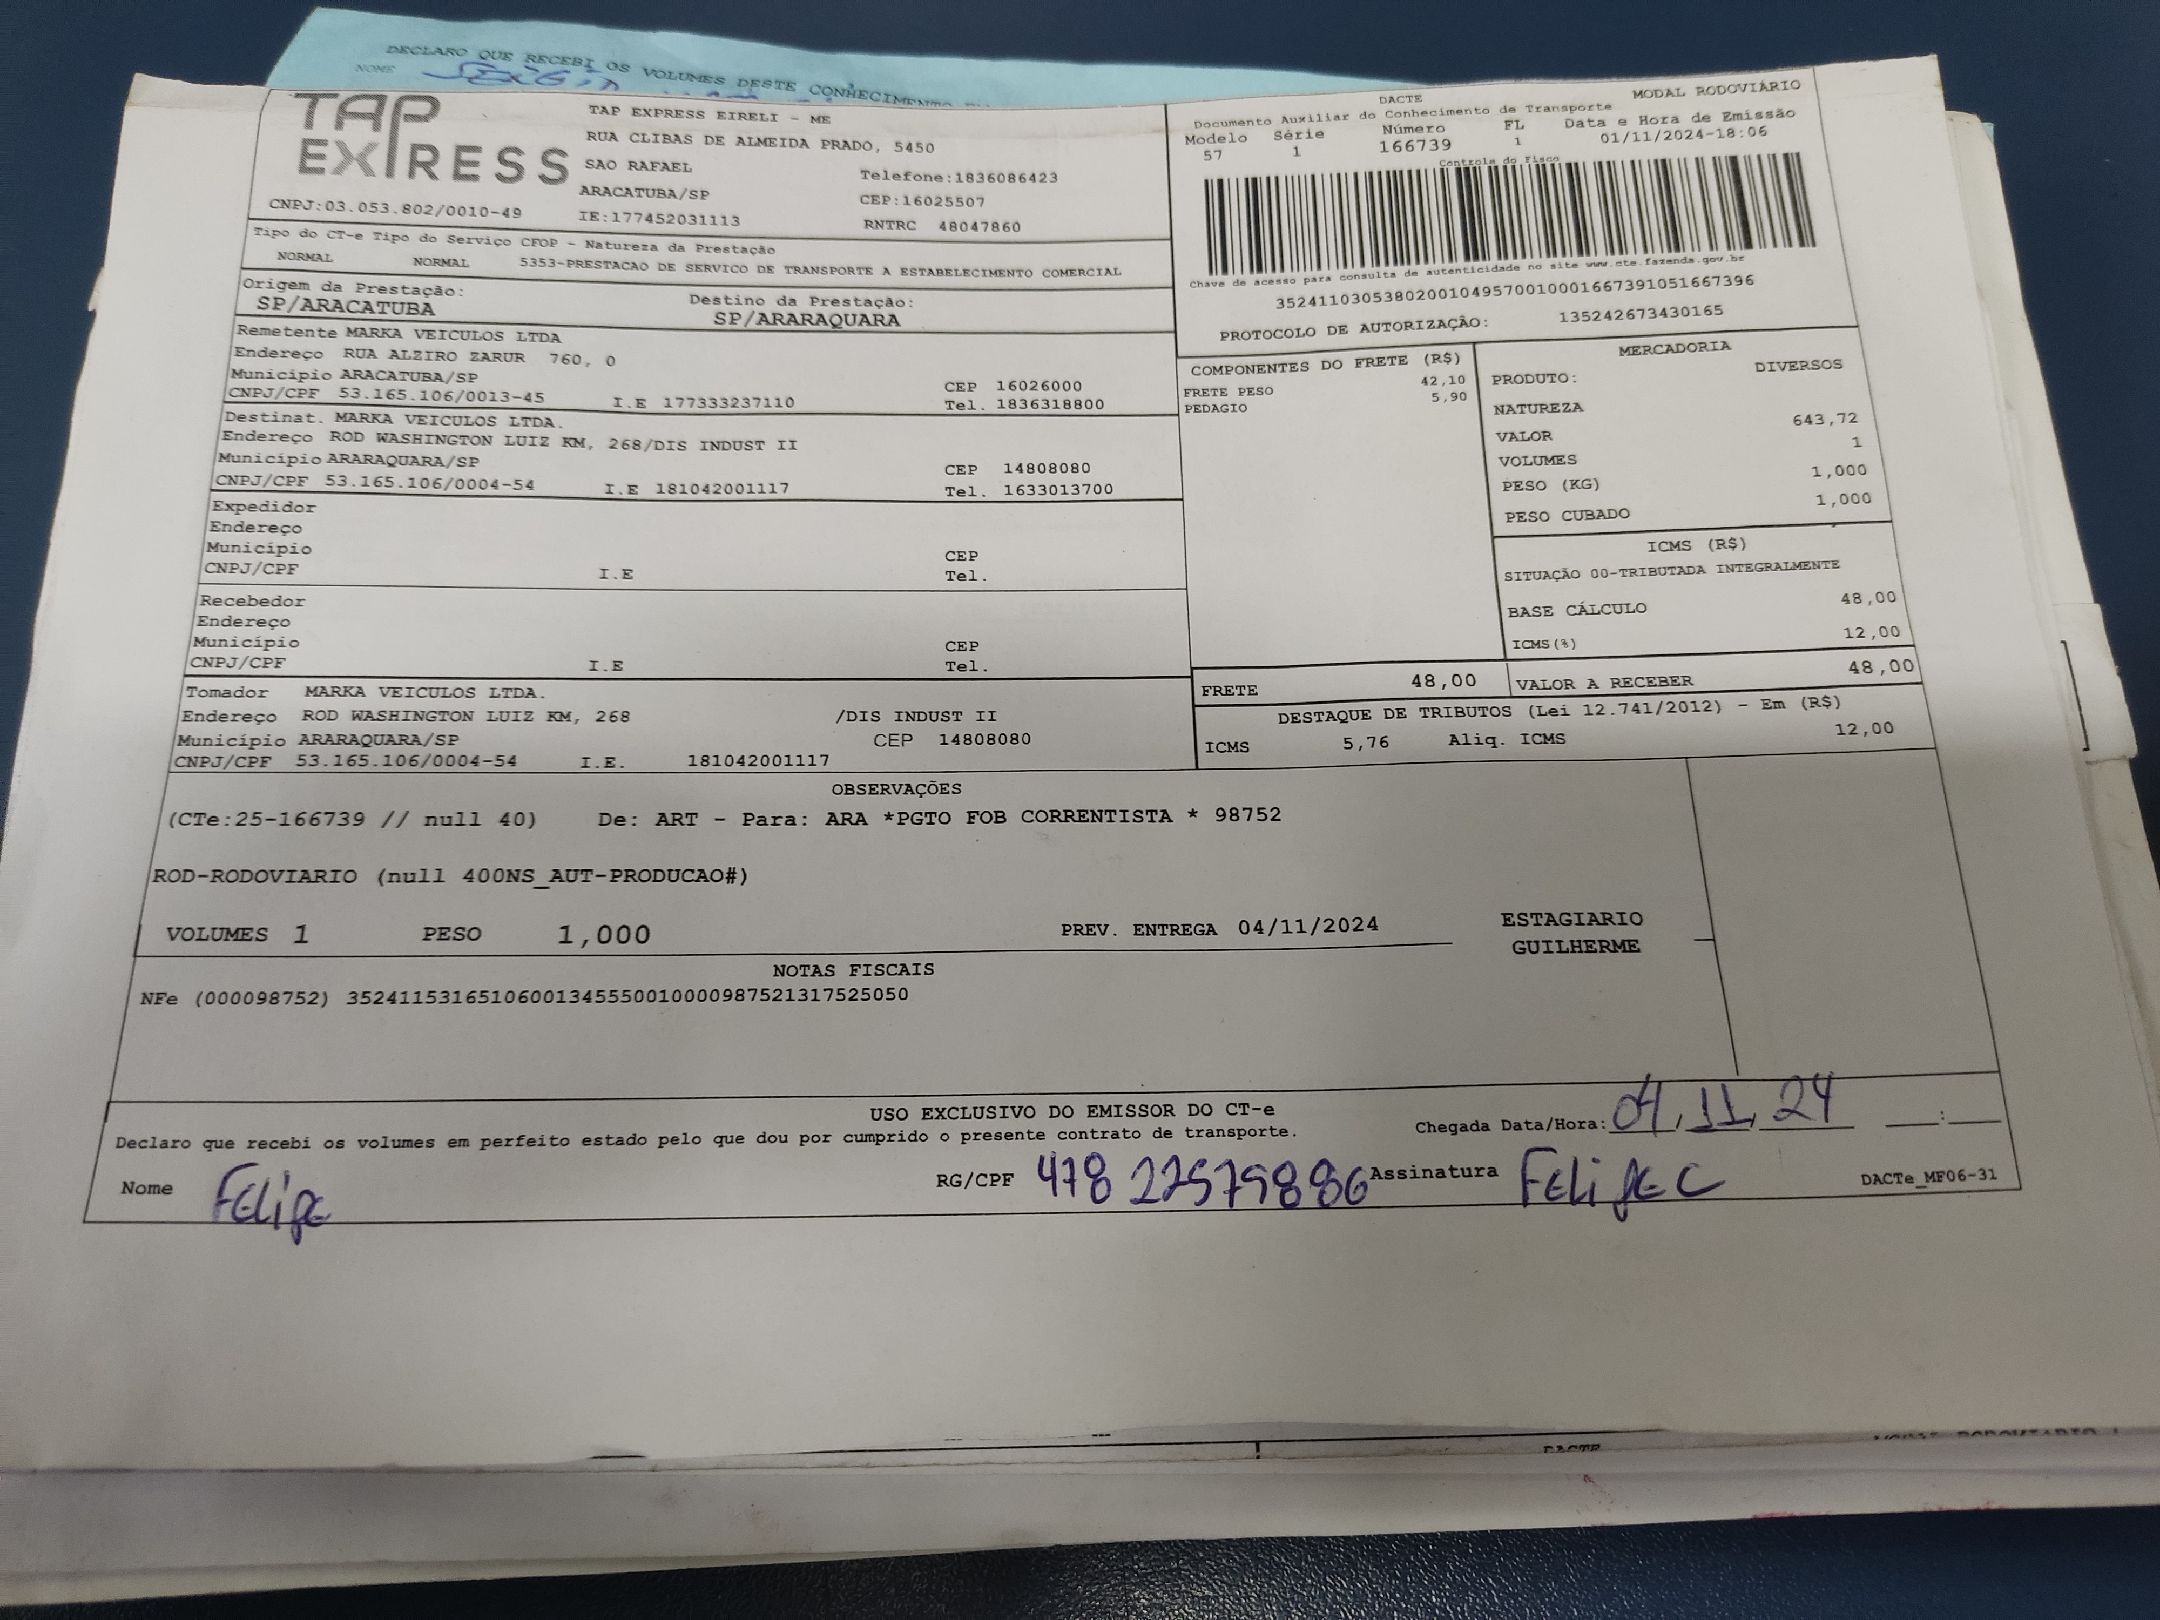 DECLARO QUE RECEBI OS VOLUMES DESTE CONHECIMENTO
NOME
TAP EXPRESS
TAP EXPRESS EIRELI - ME
RUA CLIBAS DE ALMEIDA PRADO, 5450
SAO RAFAEL Telefone:1836086423
ARACATUBA/SP CEP:16025507
CNPJ:03.053.802/0010-49 IE:177452031113 RNTRC 48047860
DACTE MODAL RODOVIÁRIO
Documento Auxiliar do Conhecimento de Transporte
Modelo Série Número FL Data e Hora de Emissão
57 1 166739 1 01/11/2024-18:06
Controle do Fisco
Chave de acesso para consulta de autenticidade no site www.cte.fazenda.gov.br
35241103053802001049570010001667391051667396
PROTOCOLO DE AUTORIZAÇÃO: 135242673430165
Tipo do CT-e Tipo do Serviço CFOP - Natureza da Prestação
NORMAL NORMAL 5353-PRESTACAO DE SERVICO DE TRANSPORTE A ESTABELECIMENTO COMERCIAL
Origem da Prestação: Destino da Prestação:
SP/ARACATUBA SP/ARARAQUARA
Remetente MARKA VEICULOS LTDA
Endereço RUA ALZIRO ZARUR 760, 0
Município ARACATUBA/SP CEP 16026000
CNPJ/CPF 53.165.106/0013-45 I.E 177333237110 Tel. 1836318800
Destinat. MARKA VEICULOS LTDA.
Endereço ROD WASHINGTON LUIZ KM, 268/DIS INDUST II
Município ARARAQUARA/SP CEP 14808080
CNPJ/CPF 53.165.106/0004-54 I.E 181042001117 Tel. 1633013700
Expedidor
Endereço
Município CEP
CNPJ/CPF I.E Tel.
Recebedor
Endereço
Município CEP
CNPJ/CPF I.E Tel.
Tomador MARKA VEICULOS LTDA.
Endereço ROD WASHINGTON LUIZ KM, 268 /DIS INDUST II
Município ARARAQUARA/SP CEP 14808080
CNPJ/CPF 53.165.106/0004-54 I.E. 181042001117
COMPONENTES DO FRETE (R$)
FRETE PESO 42,10
PEDAGIO 5,90
MERCADORIA
PRODUTO: DIVERSOS
NATUREZA
VALOR 643,72
VOLUMES 1
PESO (KG) 1,000
PESO CUBADO 1,000
ICMS (R$)
SITUAÇÃO 00-TRIBUTADA INTEGRALMENTE
BASE CÁLCULO 48,00
ICMS(%) 12,00
FRETE 48,00 VALOR A RECEBER 48,00
DESTAQUE DE TRIBUTOS (Lei 12.741/2012) - Em (R$)
ICMS 5,76 Aliq. ICMS 12,00
OBSERVAÇÕES
(CTe:25-166739 // null 40) De: ART - Para: ARA *PGTO FOB CORRENTISTA * 98752
ROD-RODOVIARIO (null 400NS_AUT-PRODUCAO#)
VOLUMES 1 PESO 1,000 PREV. ENTREGA 04/11/2024
ESTAGIARIO
GUILHERME
NOTAS FISCAIS
NFe (000098752) 35241153165106001345550010000987521317525050
USO EXCLUSIVO DO EMISSOR DO CT-e
Declaro que recebi os volumes em perfeito estado pelo que dou por cumprido o presente contrato de transporte. Chegada Data/Hora: 04, 11, 24 :
Nome Felipe RG/CPF 478 22579886 Assinatura Felipe C DACTe_MF06-31
DACTE